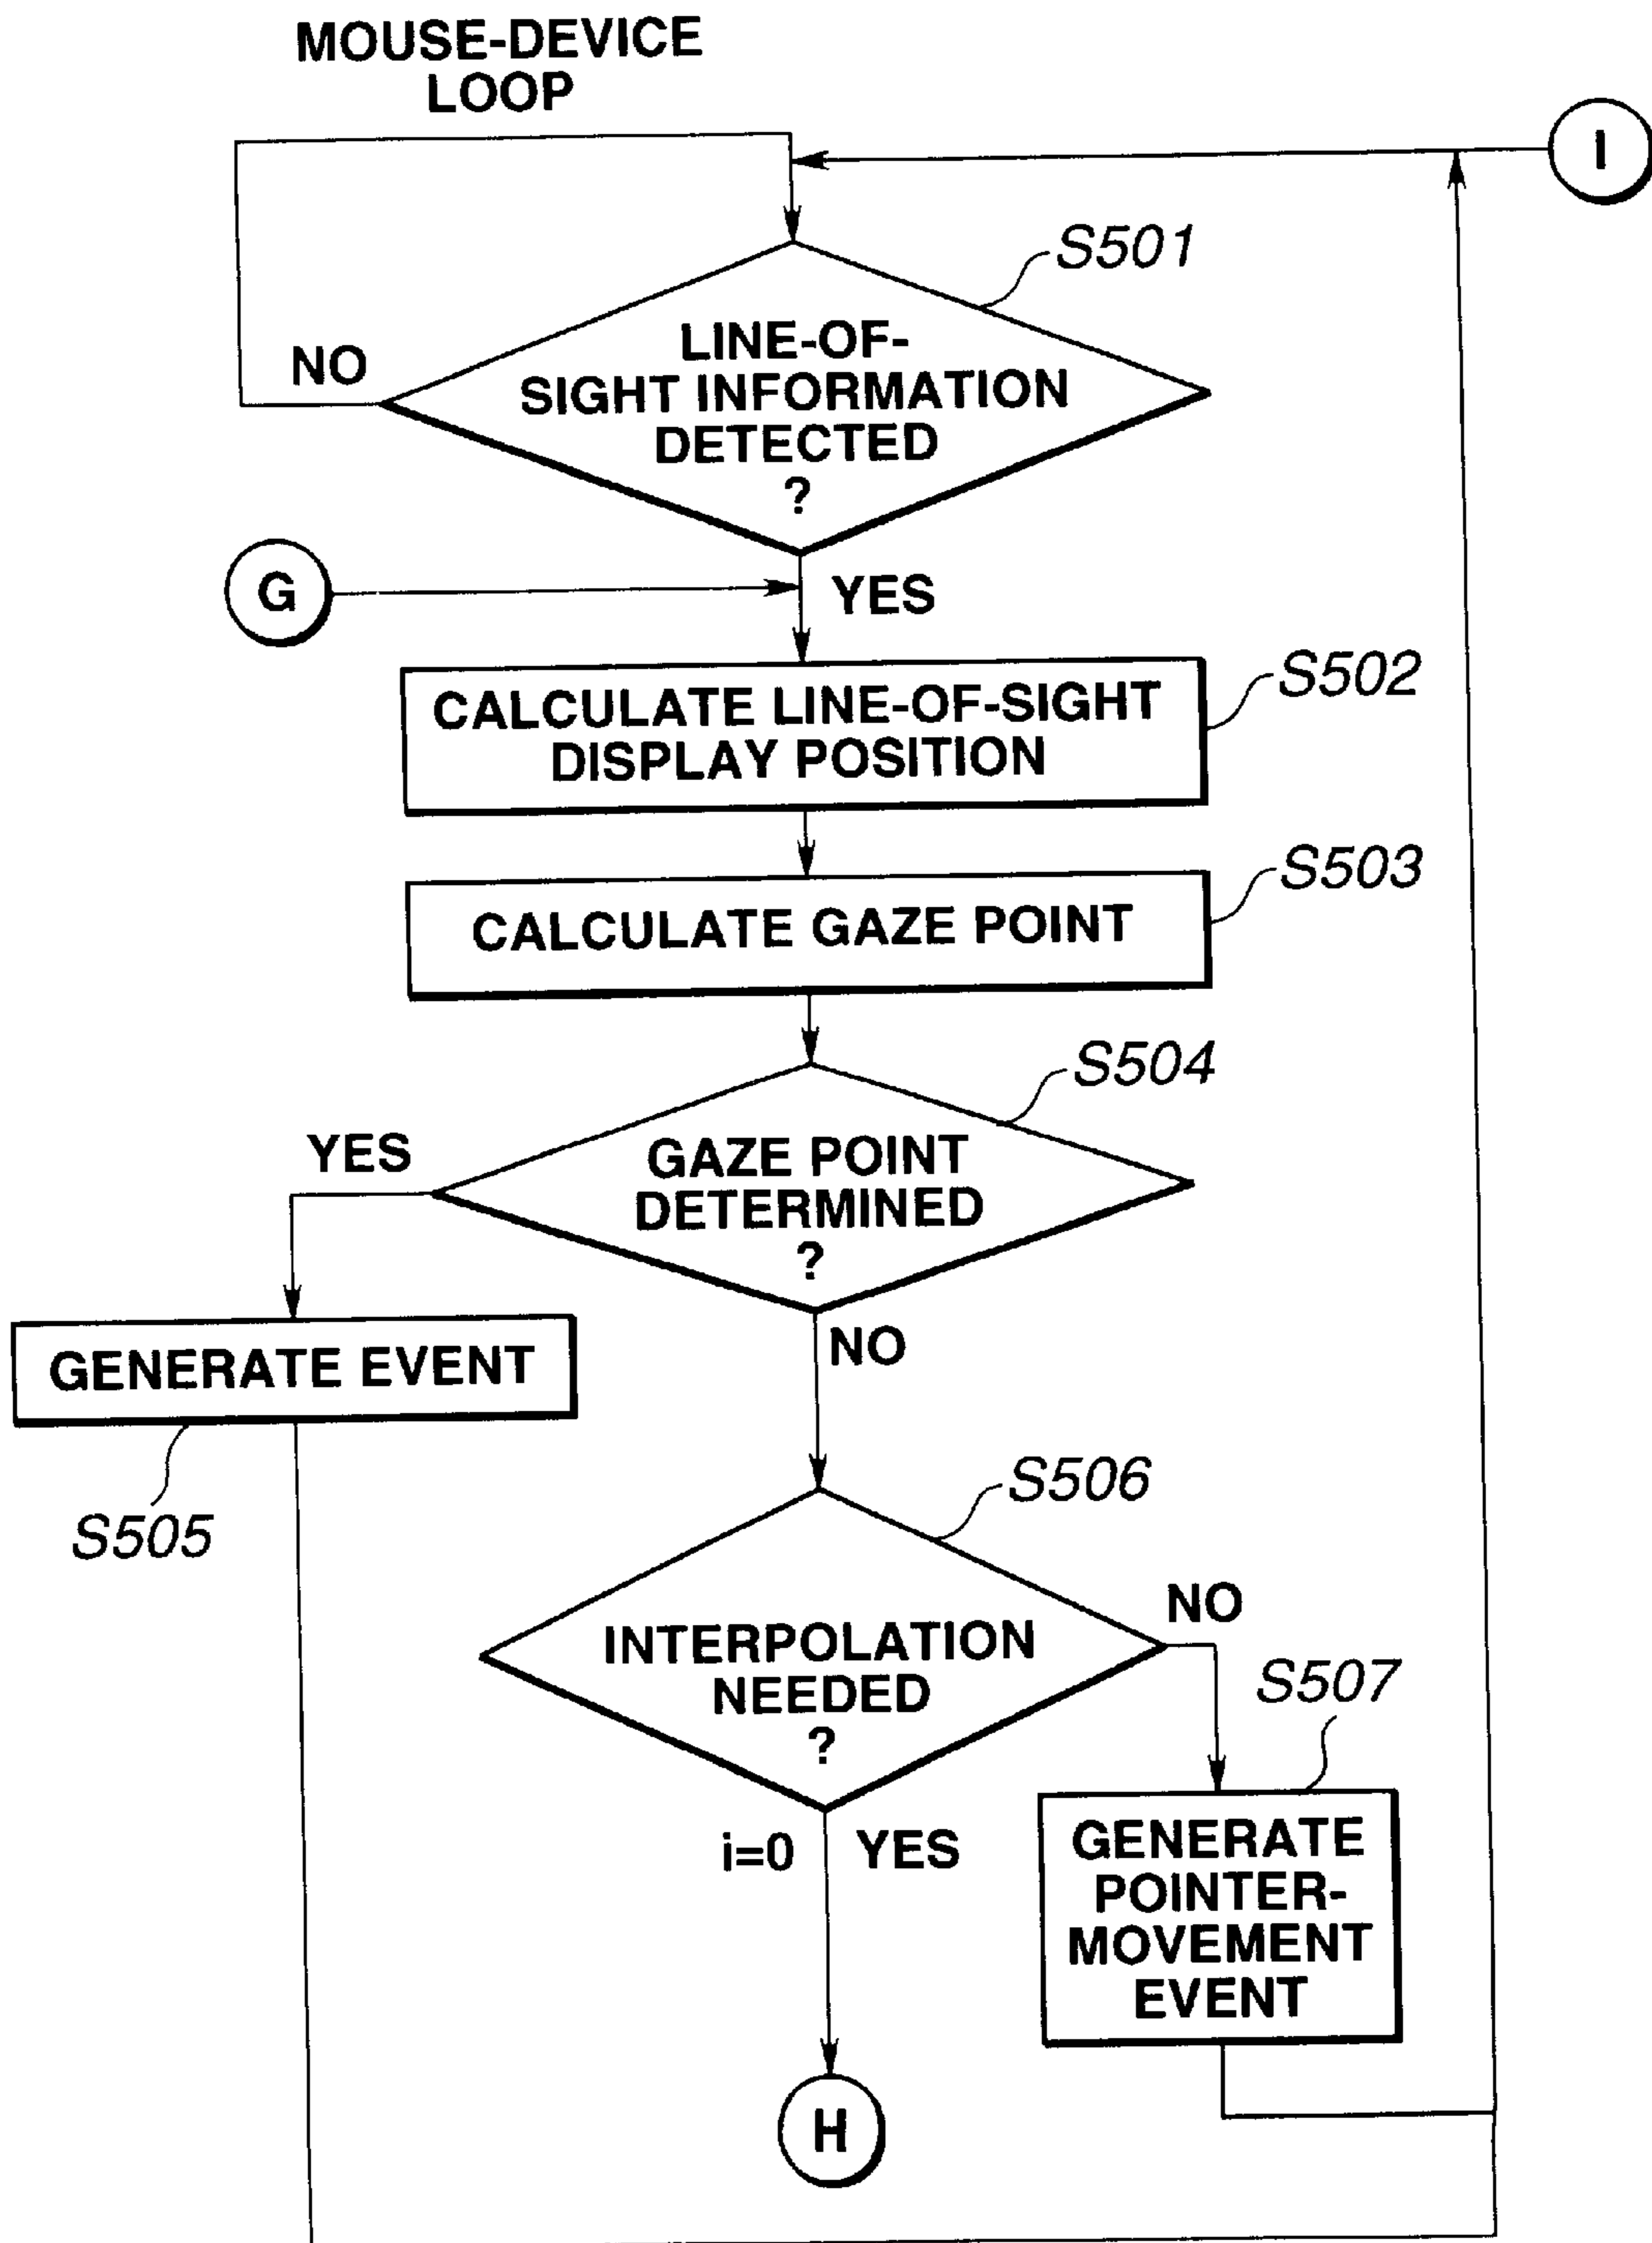 MOUSE-DEVICE
LOOP
I
S501
NO
LINE-OF-
SIGHT INFORMATION
DETECTED
?
G
YES
S502
CALCULATE LINE-OF-SIGHT
DISPLAY POSITION
S503
CALCULATE GAZE POINT
S504
YES
GAZE POINT
DETERMINED
?
NO
GENERATE EVENT
S505
S506
NO
INTERPOLATION
NEEDED
?
S507
i=0
YES
GENERATE
POINTER-
MOVEMENT
EVENT
H